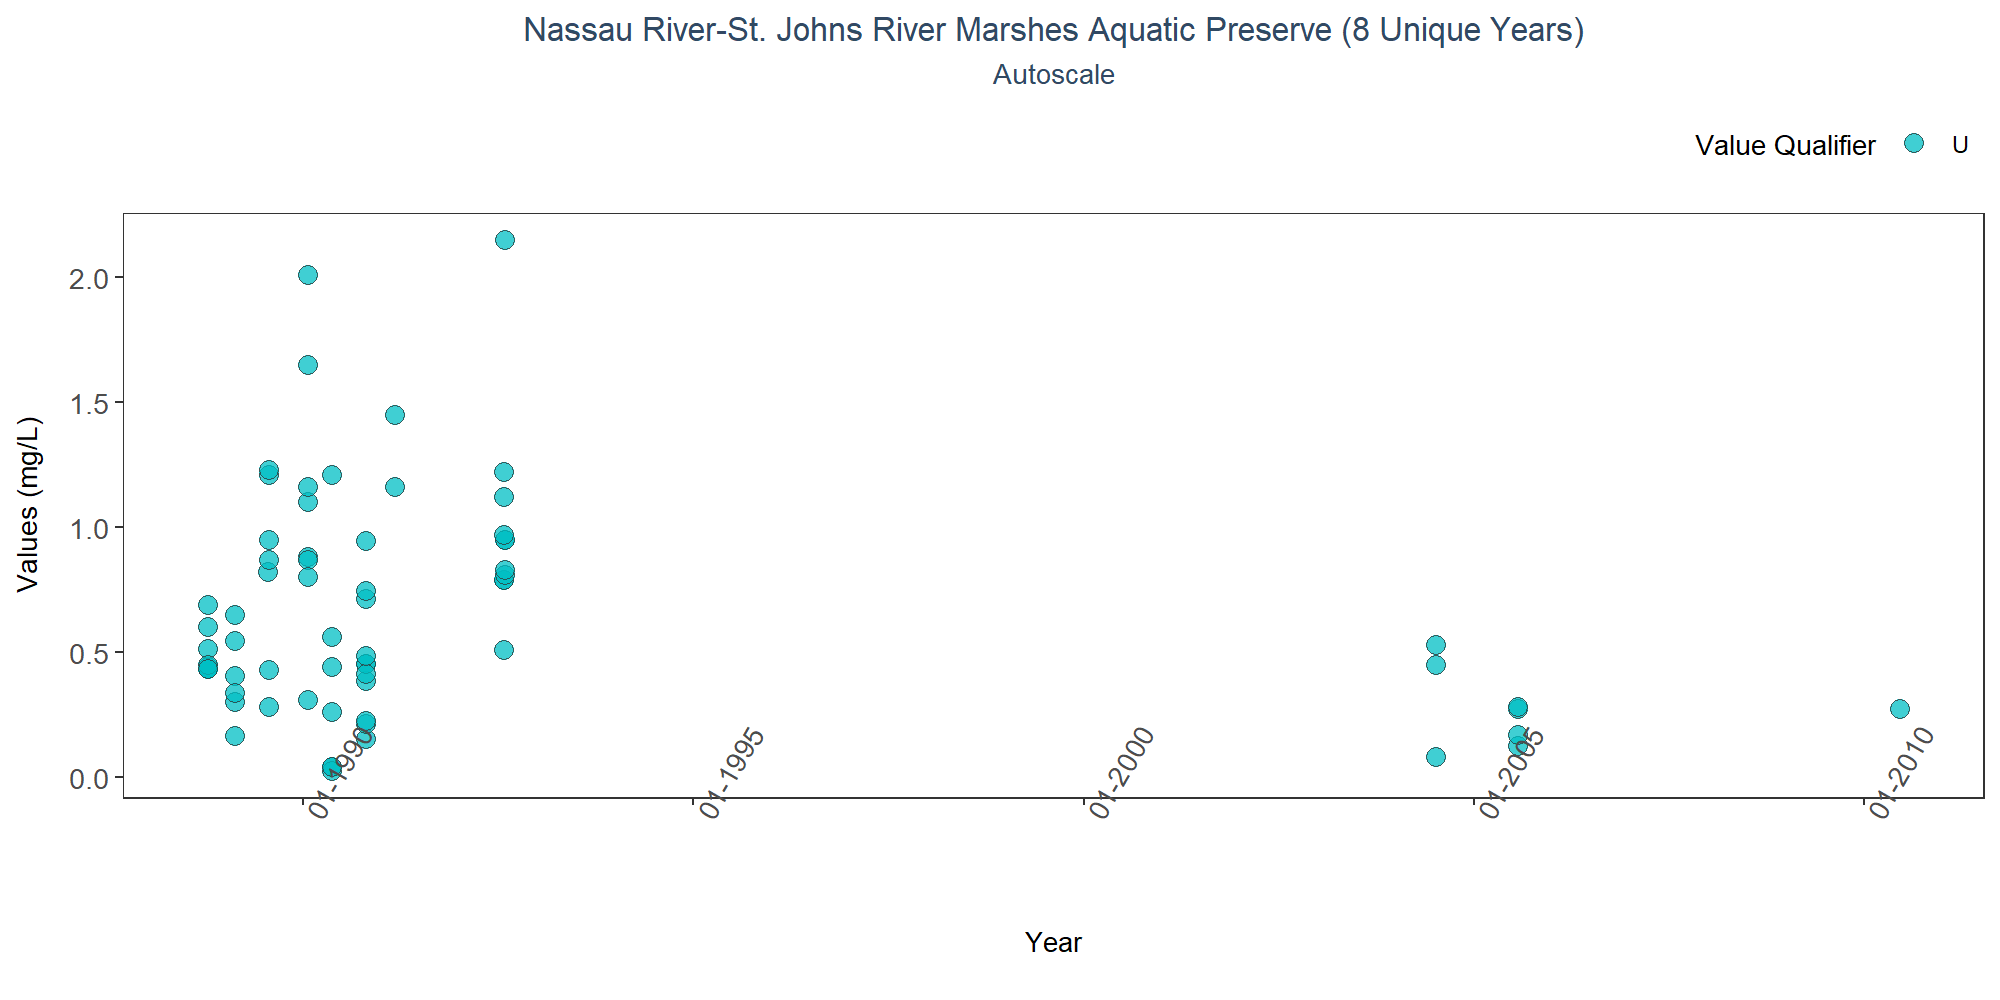 Nassau River-St. Johns River Marshes Aquatic Preserve (8 Unique Years)
Autoscale
Value Qualifier U
Values (mg/L)
2.0
1.5
1.0
0.5
0.0
01-1990 01-1995 01-2000 01-2005 01-2010
Year